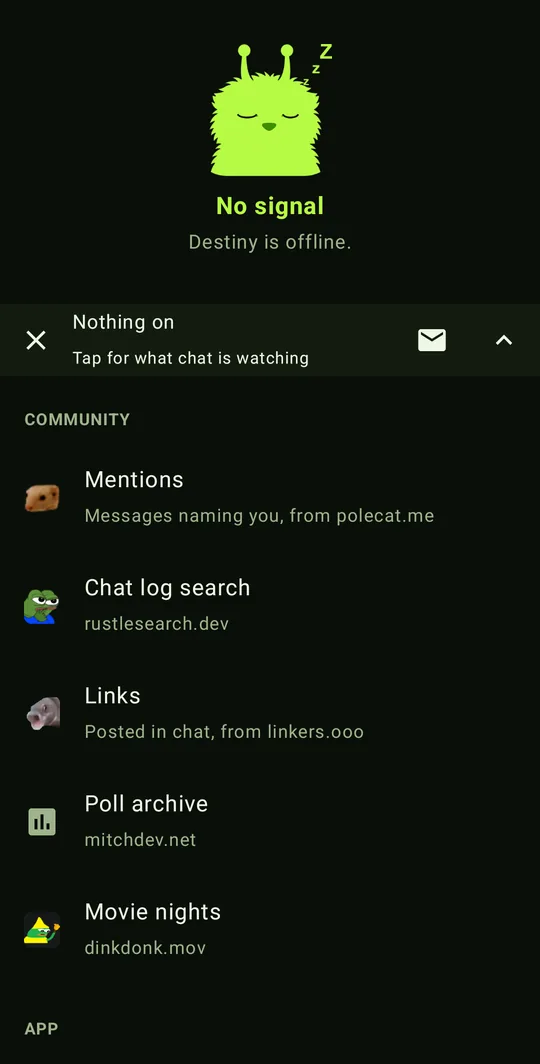 z
z
Z
No signal
Destiny is offline.
Nothing on
Tap for what chat is watching
COMMUNITY
Mentions
Messages naming you, from polecat.me
Chat log search
rustlesearch.dev
Links
Posted in chat, from linkers.ooo
Poll archive
mitchdev.net
Movie nights
dinkdonk.mov
APP